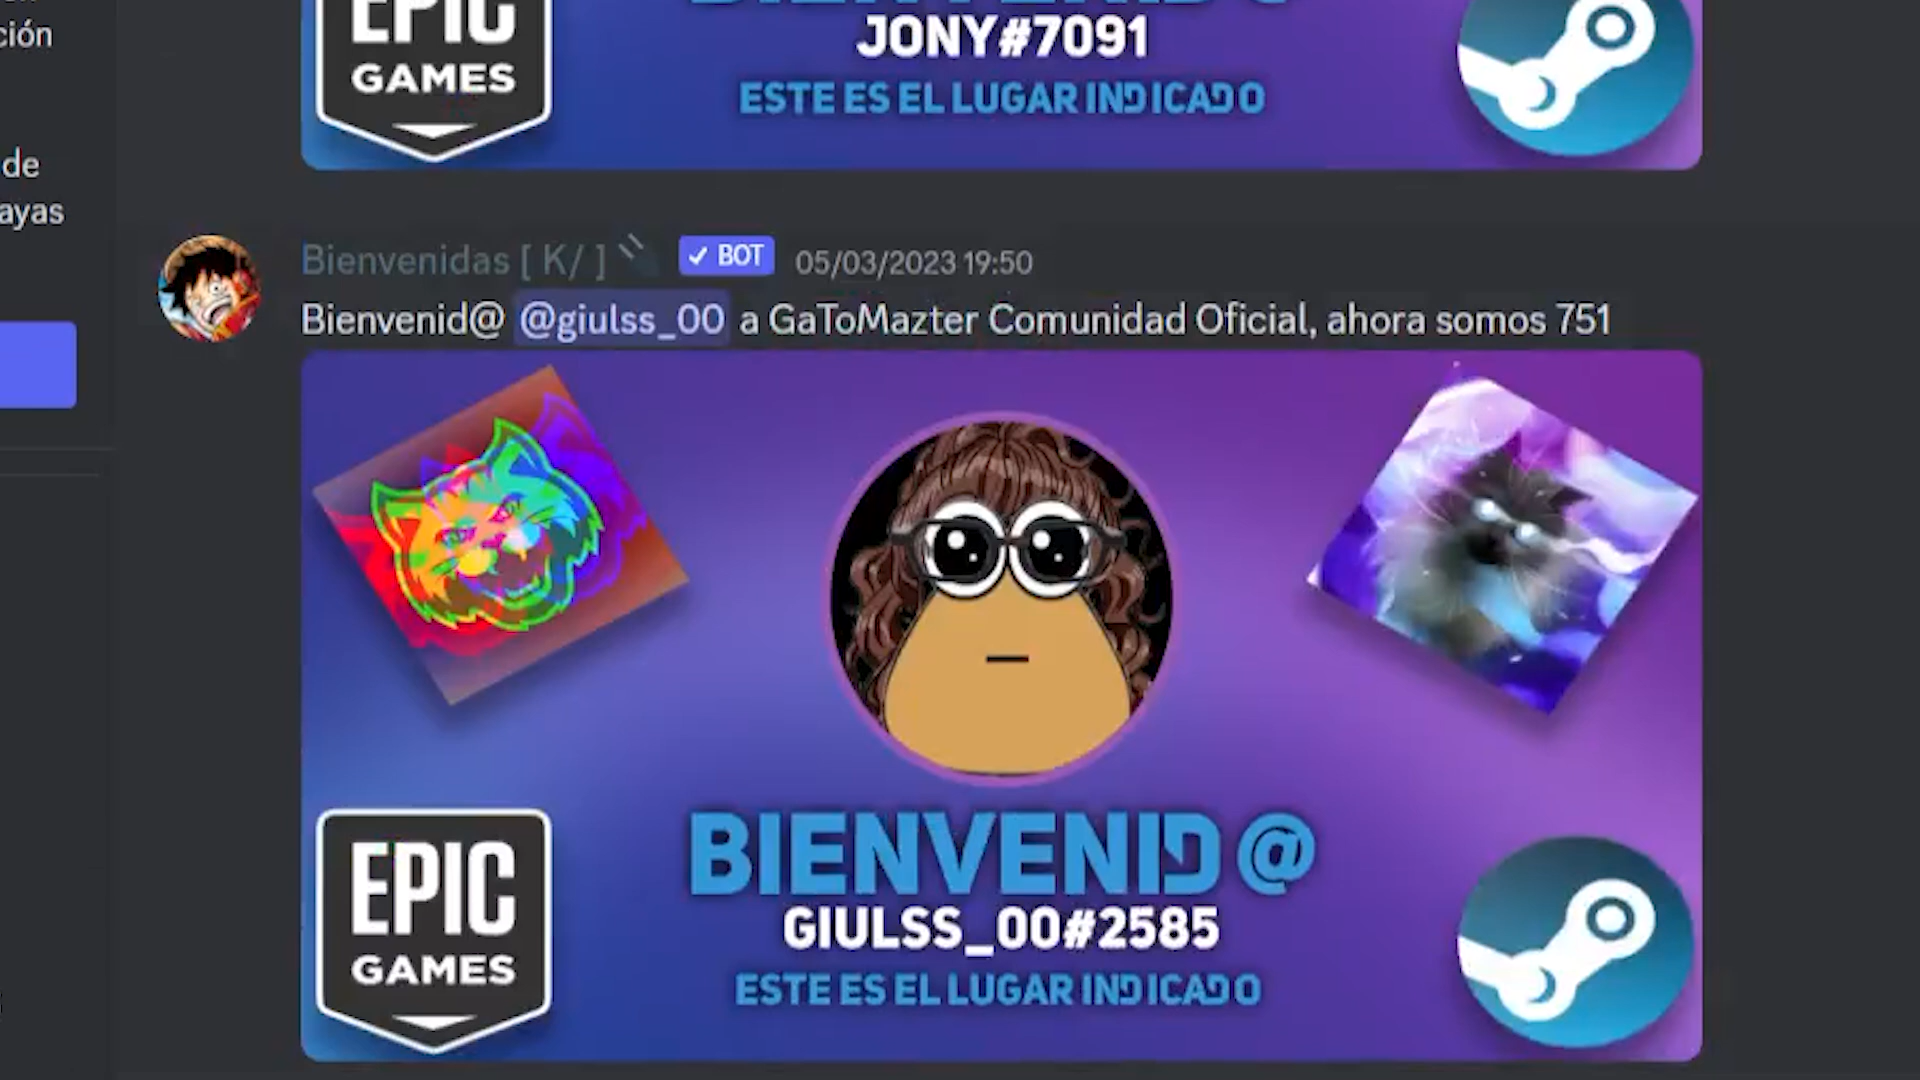 ción
de
ayas
EPIC
GAMES
JONY#7091
ESTE ES EL LUGAR INDICADO
Bienvenidas [ K/ ]
✓ BOT
05/03/2023 19:50
Bienvenid@ @giulss_00 a GaToMazter Comunidad Oficial, ahora somos 751
EPIC
GAMES
BIENVENID@
GIULSS_00#2585
ESTE ES EL LUGAR INDICADO